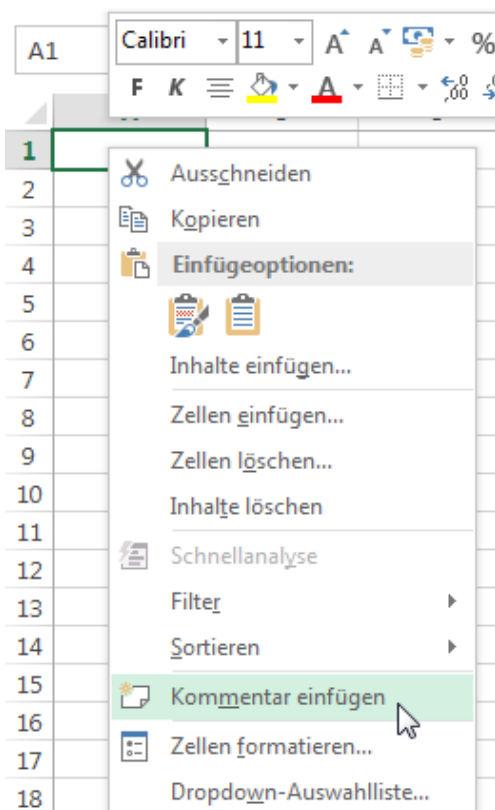 A1
Calibri 11 A A %
F K A
1
2
3
4
5
6
7
8
9
10
11
12
13
14
15
16
17
18
Ausschneiden
Kopieren
Einfügeoptionen:
Inhalte einfügen...
Zellen einfügen...
Zellen löschen...
Inhalte löschen
Schnellanalyse
Filter
Sortieren
Kommentar einfügen
Zellen formatieren...
Dropdown-Auswahlliste...